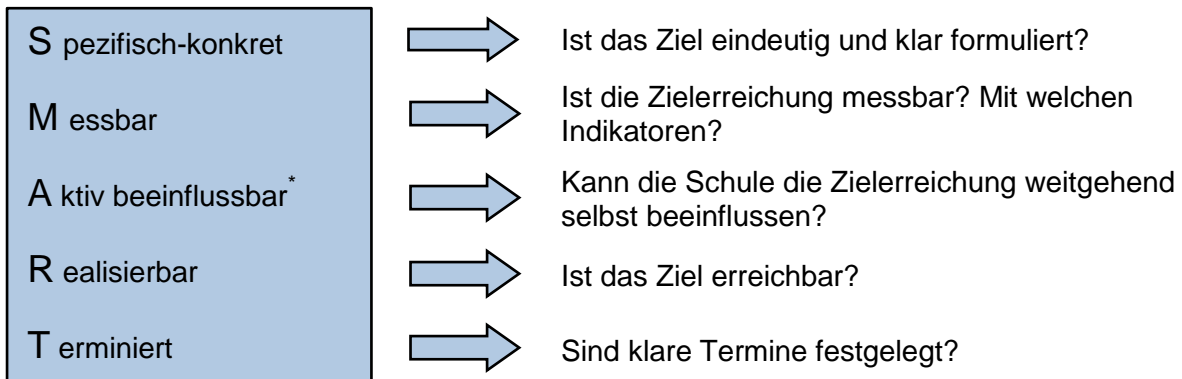 S pezifisch-konkret
Ist das Ziel eindeutig und klar formuliert?
M essbar
Ist die Zielerreichung messbar? Mit welchen
Indikatoren?
A ktiv beeinflussbar*
Kann die Schule die Zielerreichung weitgehend
selbst beeinflussen?
R ealisierbar
Ist das Ziel erreichbar?
T erminiert
Sind klare Termine festgelegt?